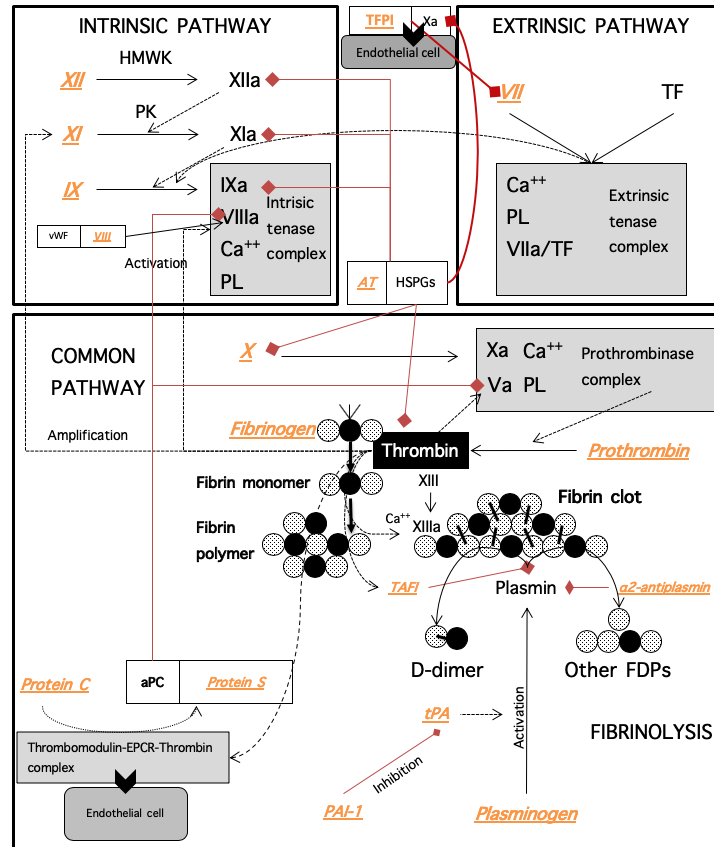 INTRINSIC PATHWAY
TFPI
Xa
Endothelial cell
EXTRINSIC PATHWAY
HMWK
XII
XIIa
PK
XI
XIa
IX
IXa
VIIIa
Ca++
PL
Intrisic
tenase
complex
vWF
VIII
Activation
VII
TF
Ca++
PL
VIIa/TF
Extrinsic
tenase
complex
AT
HSPGs
COMMON
PATHWAY
X
Xa Ca++
Va PL
Prothrombinase
complex
Amplification
Fibrinogen
Thrombin
Prothrombin
Fibrin monomer
XIII
Fibrin clot
Fibrin
polymer
Ca++
XIIIa
TAFI
Plasmin
α2-antiplasmin
D-dimer
Other FDPs
Protein C
aPC
Protein S
tPA
Activation
FIBRINOLYSIS
Thrombomodulin-EPCR-Thrombin
complex
Inhibition
Endothelial cell
PAI-1
Plasminogen